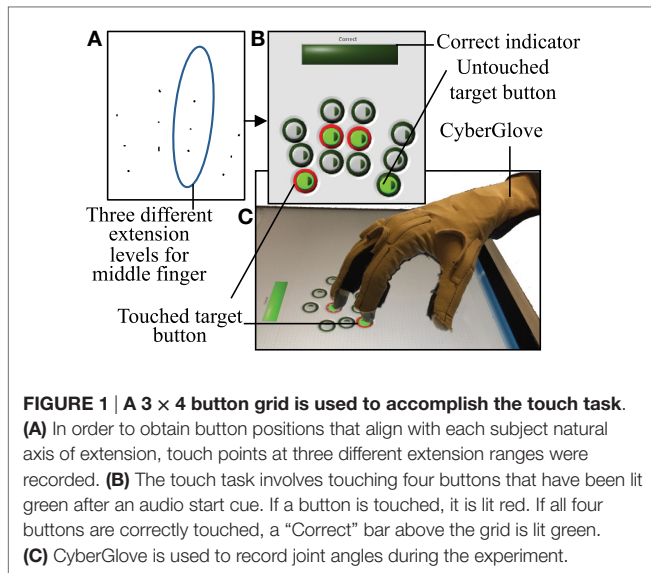 A
B
Correct
Correct indicator
Untouched
target button
CyberGlove
C
Three different
extension
levels for
middle finger
Touched target
button
FIGURE 1 | A 3 × 4 button grid is used to accomplish the touch task.
(A) In order to obtain button positions that align with each subject natural
axis of extension, touch points at three different extension ranges were
recorded. (B) The touch task involves touching four buttons that have been lit
green after an audio start cue. If a button is touched, it is lit red. If all four
buttons are correctly touched, a “Correct” bar above the grid is lit green.
(C) CyberGlove is used to record joint angles during the experiment.